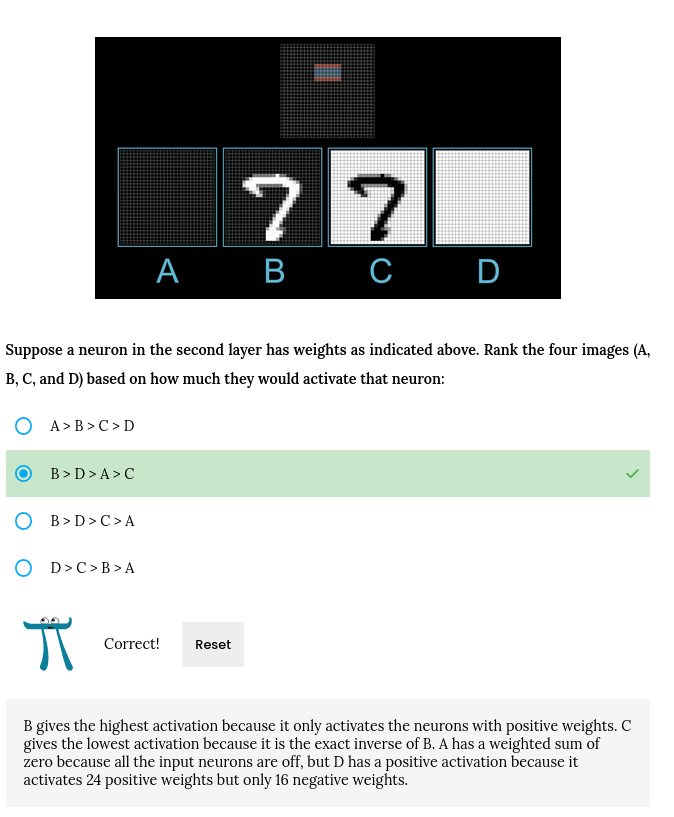 A B C D
Suppose a neuron in the second layer has weights as indicated above. Rank the four images (A,
B, C, and D) based on how much they would activate that neuron:
A > B > C > D
B > D > A > C
B > D > C > A
D > C > B > A
Correct! Reset
B gives the highest activation because it only activates the neurons with positive weights. C
gives the lowest activation because it is the exact inverse of B. A has a weighted sum of
zero because all the input neurons are off, but D has a positive activation because it
activates 24 positive weights but only 16 negative weights.